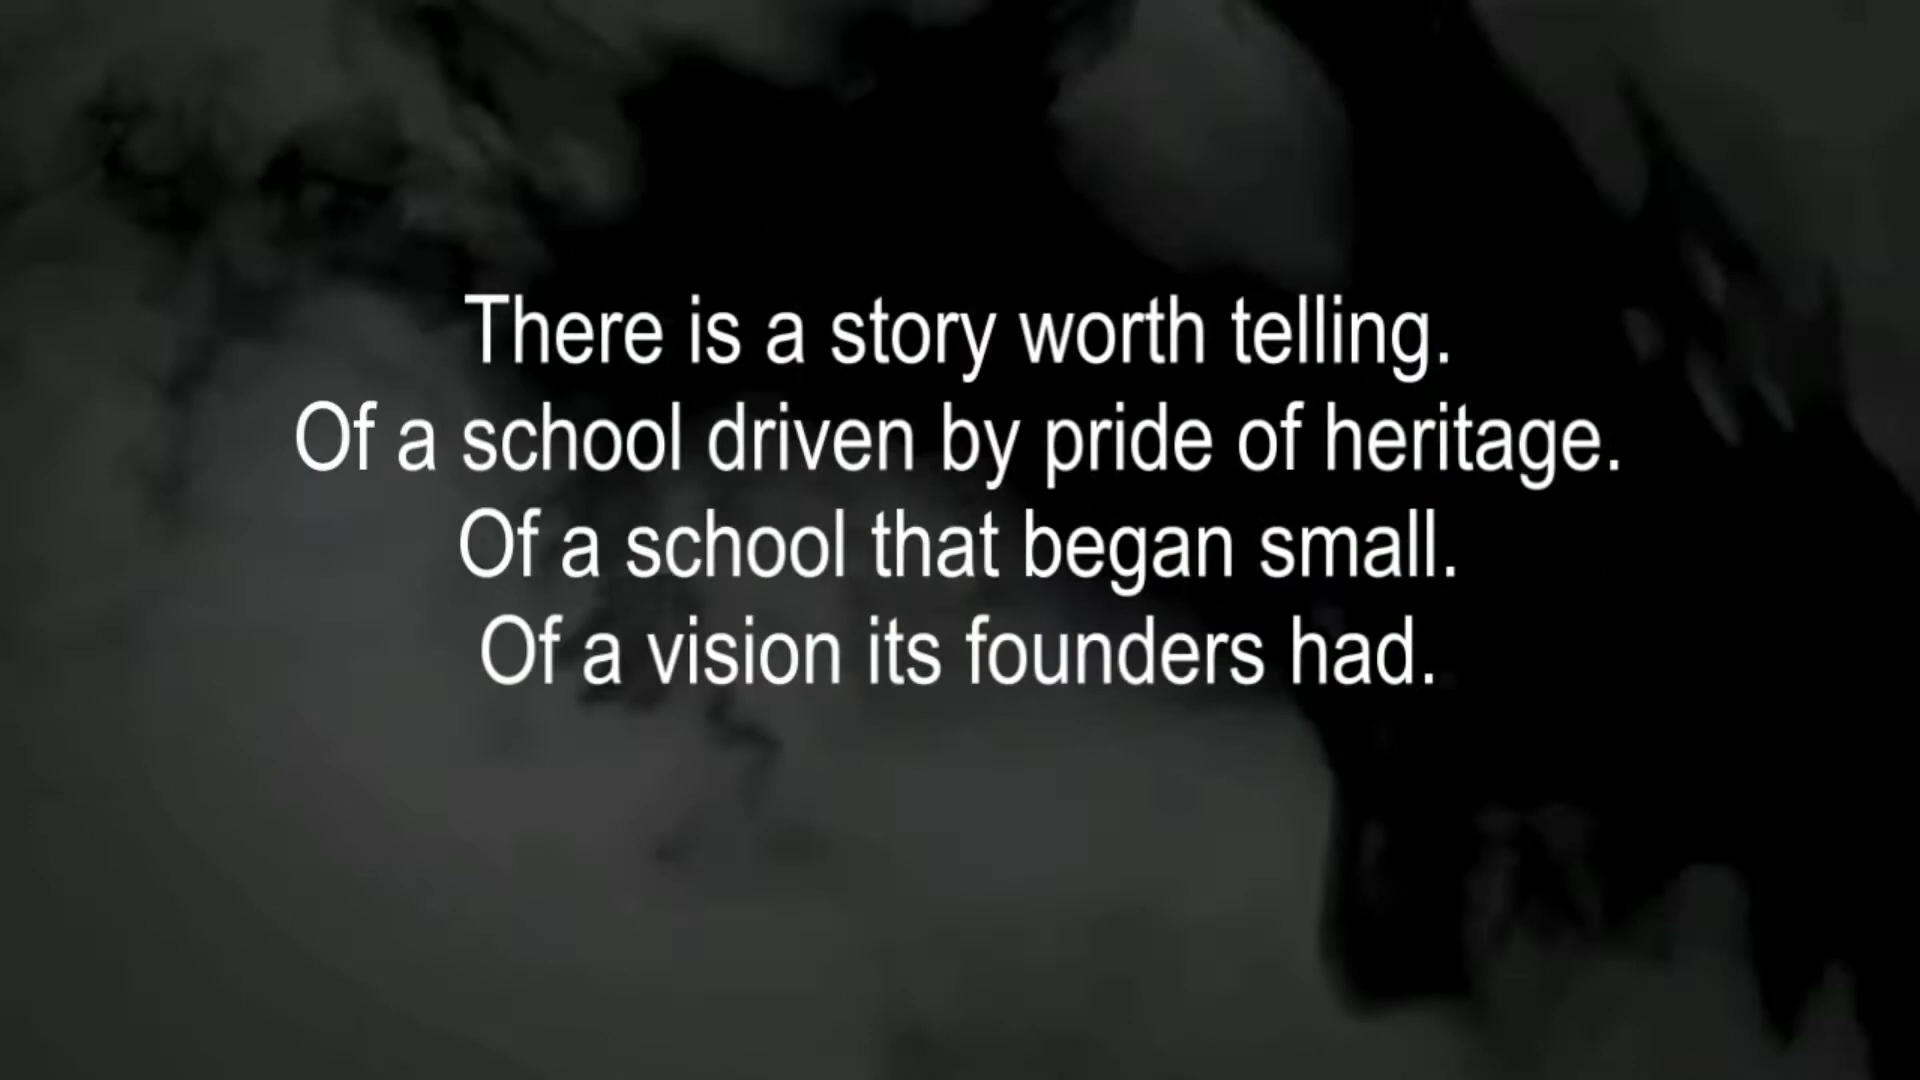 There is a story worth telling.
Of a school driven by pride of heritage.
Of a school that began small.
Of a vision its founders had.